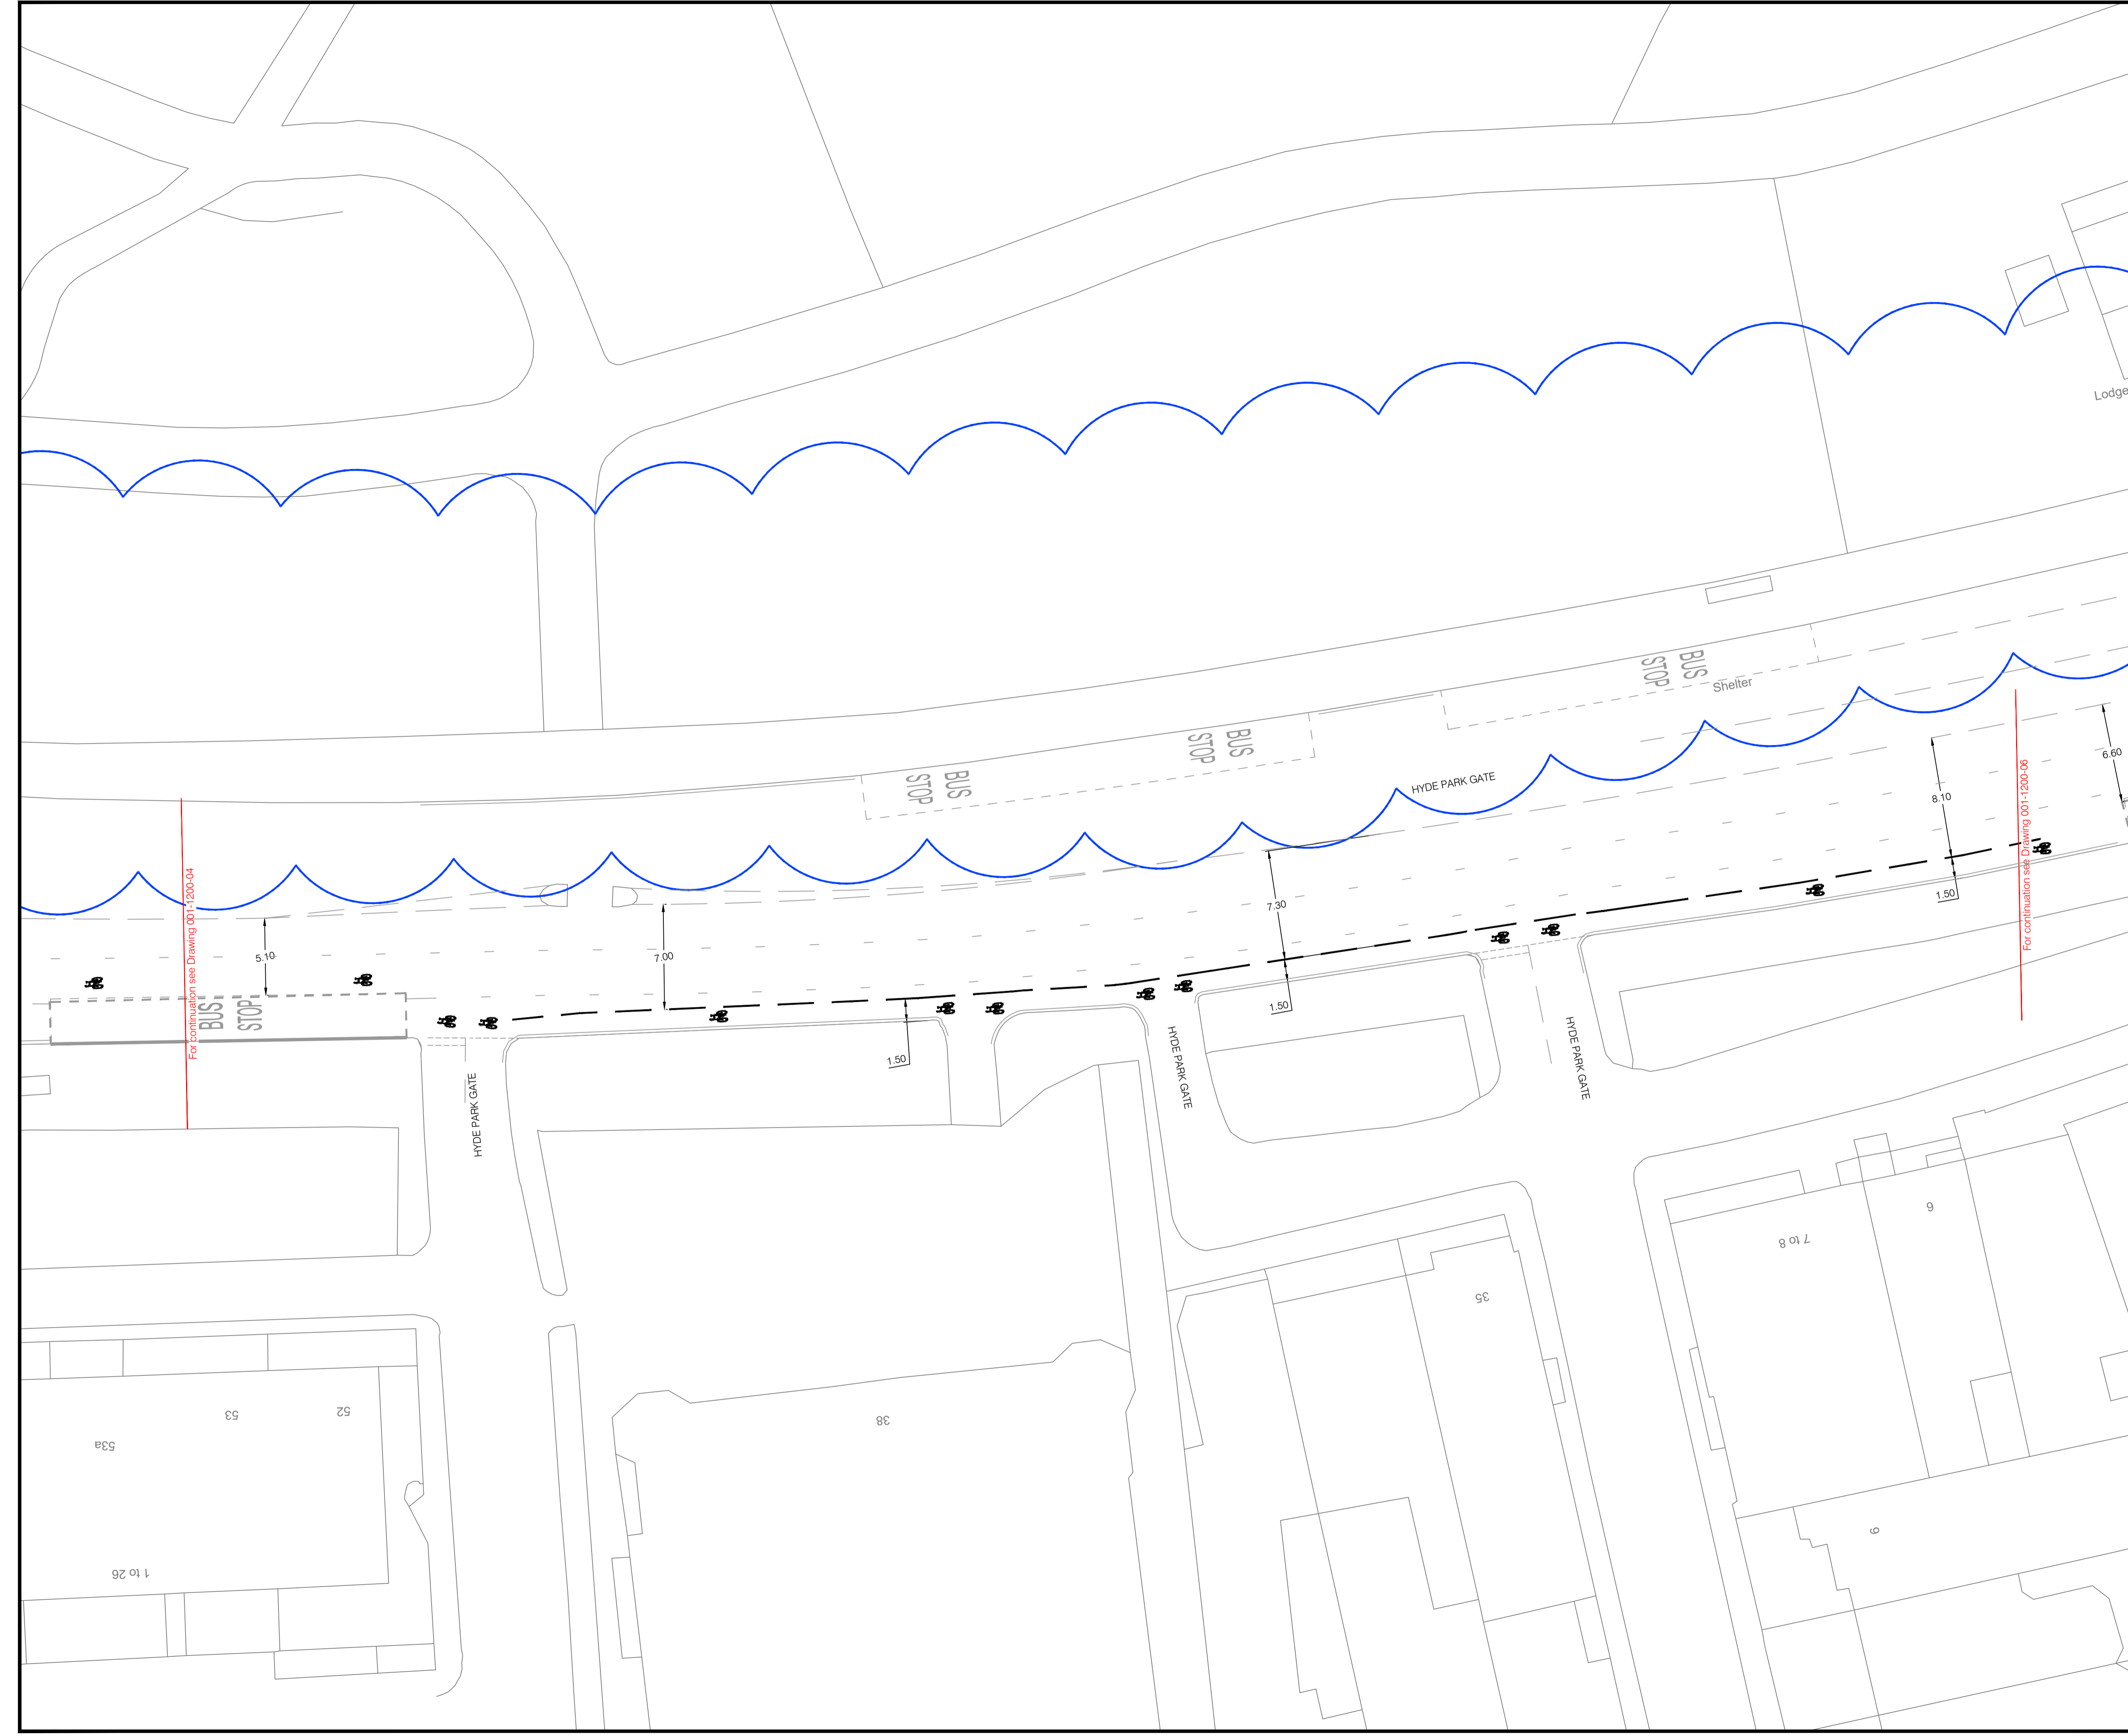 Lodge
BUS
STOP
Shelter
BUS
STOP
BUS
STOP
HYDE PARK GATE
6.60
8.10
For continuation see Drawing 001-1200-06
1.50
7.30
1.50
For continuation see Drawing 001-1200-04
5.10
7.00
BUS
STOP
1.50
HYDE PARK GATE
HYDE PARK GATE
HYDE PARK GATE
6
7 to 8
35
53
52
53a
38
9
1 to 26